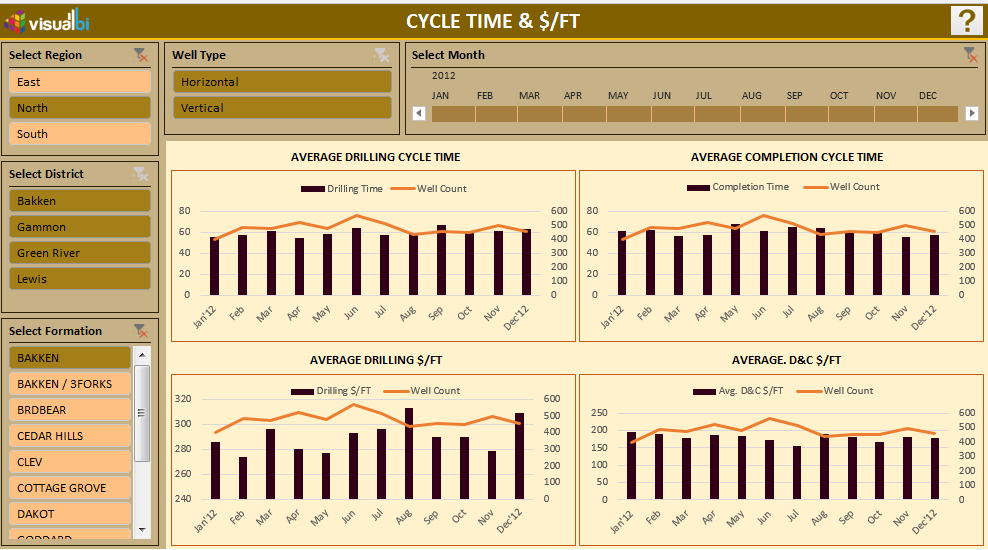 visualbi
CYCLE TIME & $/FT
?
Select Region
East
North
South
Well Type
Horizontal
Vertical
Select Month
2012
JAN FEB MAR APR MAY JUN JUL AUG SEP OCT NOV DEC
Select District
Bakken
Gammon
Green River
Lewis
Select Formation
BAKKEN
BAKKEN / 3FORKS
BRDBEAR
CEDAR HILLS
CLEV
COTTAGE GROVE
DAKOT
GODDARD
AVERAGE DRILLING CYCLE TIME
Drilling Time Well Count
80 600
60 500
40 400
20 300
0 200
100
0
Jan'12 Feb Mar Apr May Jun Jul Aug Sep Oct Nov Dec'12
AVERAGE COMPLETION CYCLE TIME
Completion Time Well Count
80 600
60 500
40 400
20 300
0 200
100
0
Jan'12 Feb Mar Apr May Jun Jul Aug Sep Oct Nov Dec'12
AVERAGE DRILLING $/FT
Drilling $/FT Well Count
320 600
300 500
280 400
260 300
240 200
100
0
Jan'12 Feb Mar Apr May Jun Jul Aug Sep Oct Nov Dec'12
AVERAGE. D&C $/FT
Avg. D&C $/FT Well Count
250 600
200 500
150 400
100 300
50 200
0 100
0
Jan'12 Feb Mar Apr May Jun Jul Aug Sep Oct Nov Dec'12